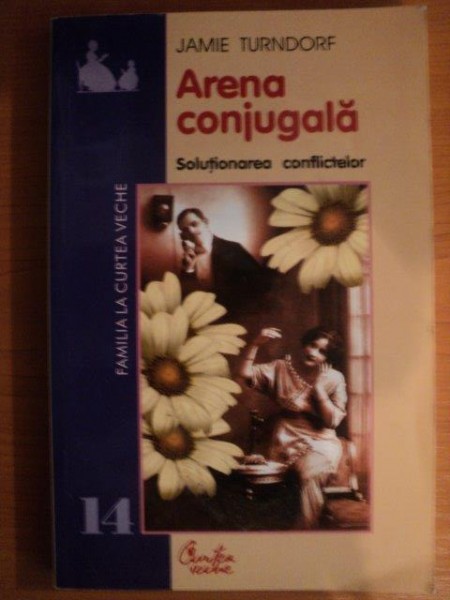 JAMIE TURNDORF
Arena
conjugală
Soluționarea conflictelor
FAMILIA LA CURTEA VECHE
14
Curtea
veche